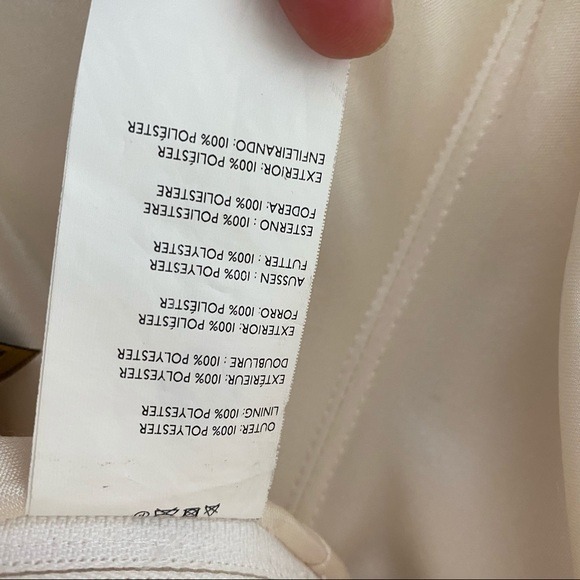 OUTER: 100% POLYESTER
LINING: 100% POLYESTER
EXTÉRIEUR: 100% POLYESTER
DOUBLURE: 100% POLYESTER
EXTERIOR: 100% POLIÉSTER
FORRO: 100% POLIÉSTER
AUSSEN : 100% POLYESTER
FUTTER : 100% POLYESTER
ESTERNO : 100% POLIESTERE
FODERA: 100% POLIESTERE
EXTERIOR: 100% POLIÉSTER
ENFILEIRANDO: 100% POLIÉSTER